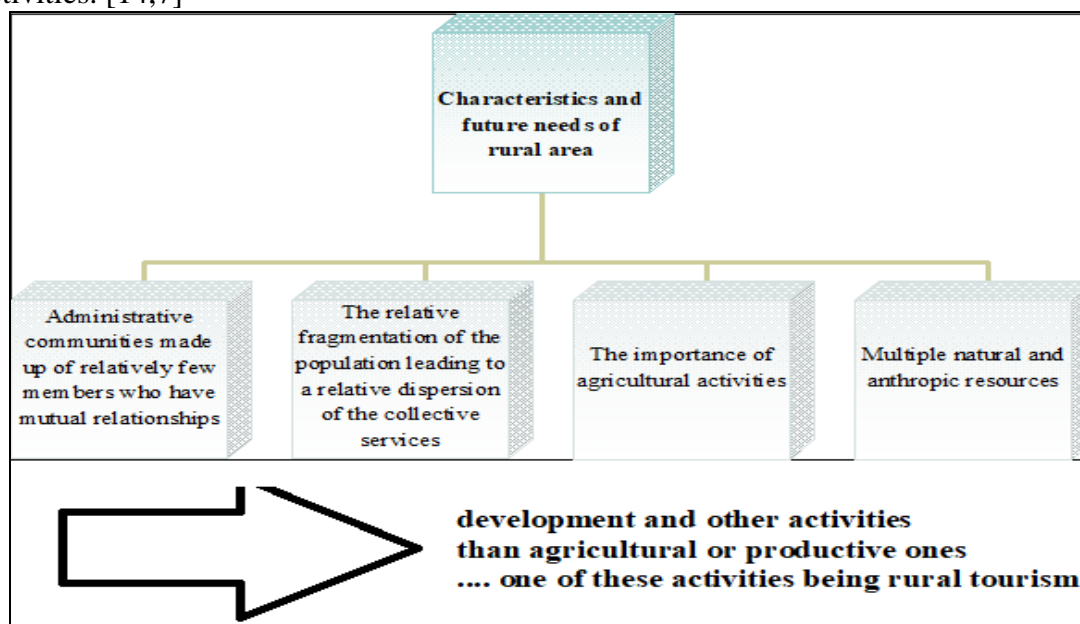 [14,7]
Characteristics and
future needs of
rural area
Administrative
communities made
up of relatively few
members who have
mutual relationships
The relative
fragmentation of the
population leading to
a relative dispersion
of the collective
services
The importance of
agricultural activities
Multiple natural and
anthropic resources
development and other activities
than agricultural or productive ones
.... one of these activities being rural tourism